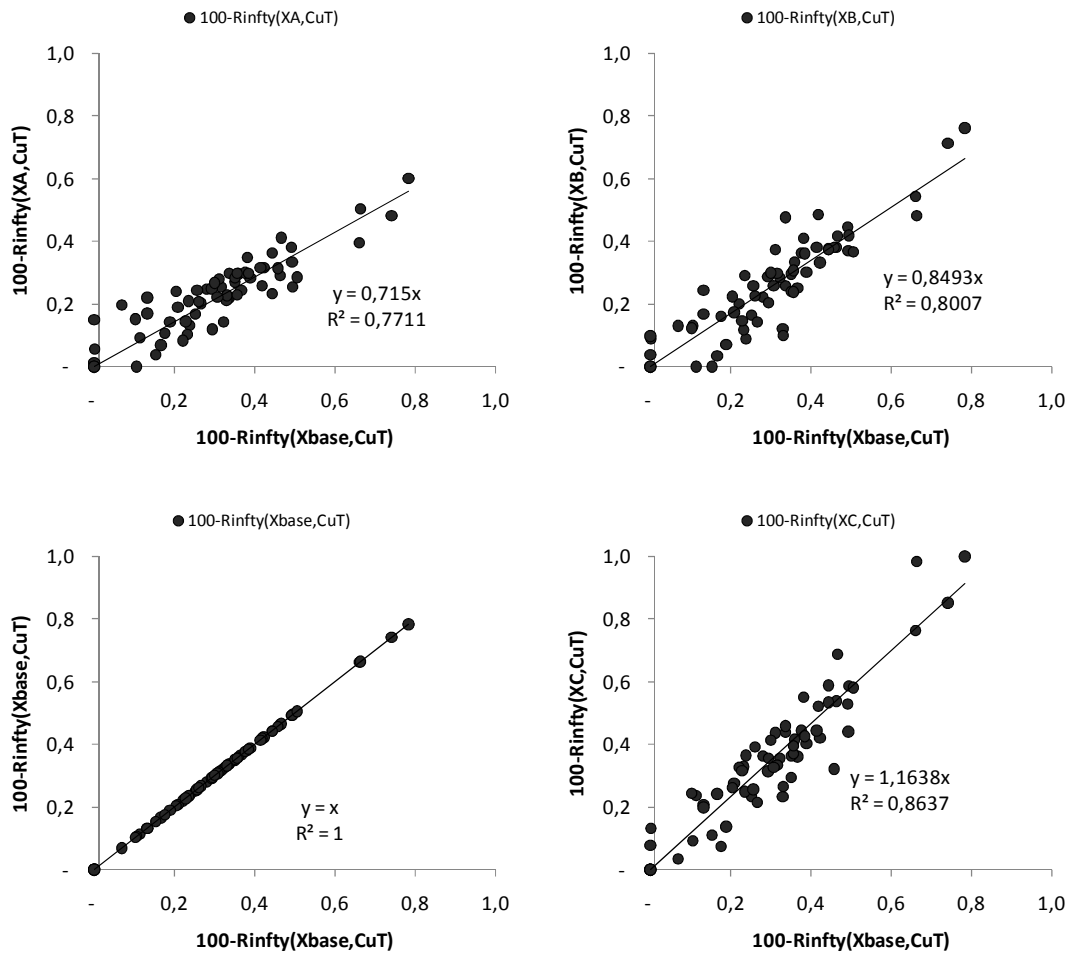 100-Rinfty(XA,CuT)
1,0
0,8
0,6
0,4
0,2
-
100-Rinfty(XA,CuT)
y = 0,715x
R² = 0,7711
- 0,2 0,4 0,6 0,8 1,0
100-Rinfty(Xbase,CuT)
100-Rinfty(XB,CuT)
1,0
0,8
0,6
0,4
0,2
-
100-Rinfty(XB,CuT)
y = 0,8493x
R² = 0,8007
- 0,2 0,4 0,6 0,8 1,0
100-Rinfty(Xbase,CuT)
100-Rinfty(Xbase,CuT)
1,0
0,8
0,6
0,4
0,2
-
100-Rinfty(Xbase,CuT)
y = x
R² = 1
- 0,2 0,4 0,6 0,8 1,0
100-Rinfty(Xbase,CuT)
100-Rinfty(XC,CuT)
1,0
0,8
0,6
0,4
0,2
-
100-Rinfty(XC,CuT)
y = 1,1638x
R² = 0,8637
- 0,2 0,4 0,6 0,8 1,0
100-Rinfty(Xbase,CuT)